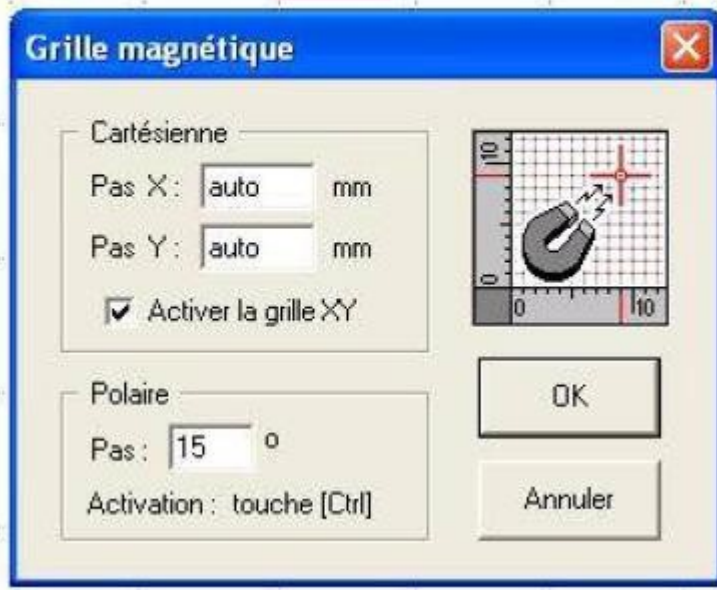 Grille magnétique
Cartésienne
Pas X : auto mm
Pas Y : auto mm
Activer la grille XY
10
0
0 10
Polaire
Pas : 15 °
Activation : touche [Ctrl]
OK
Annuler